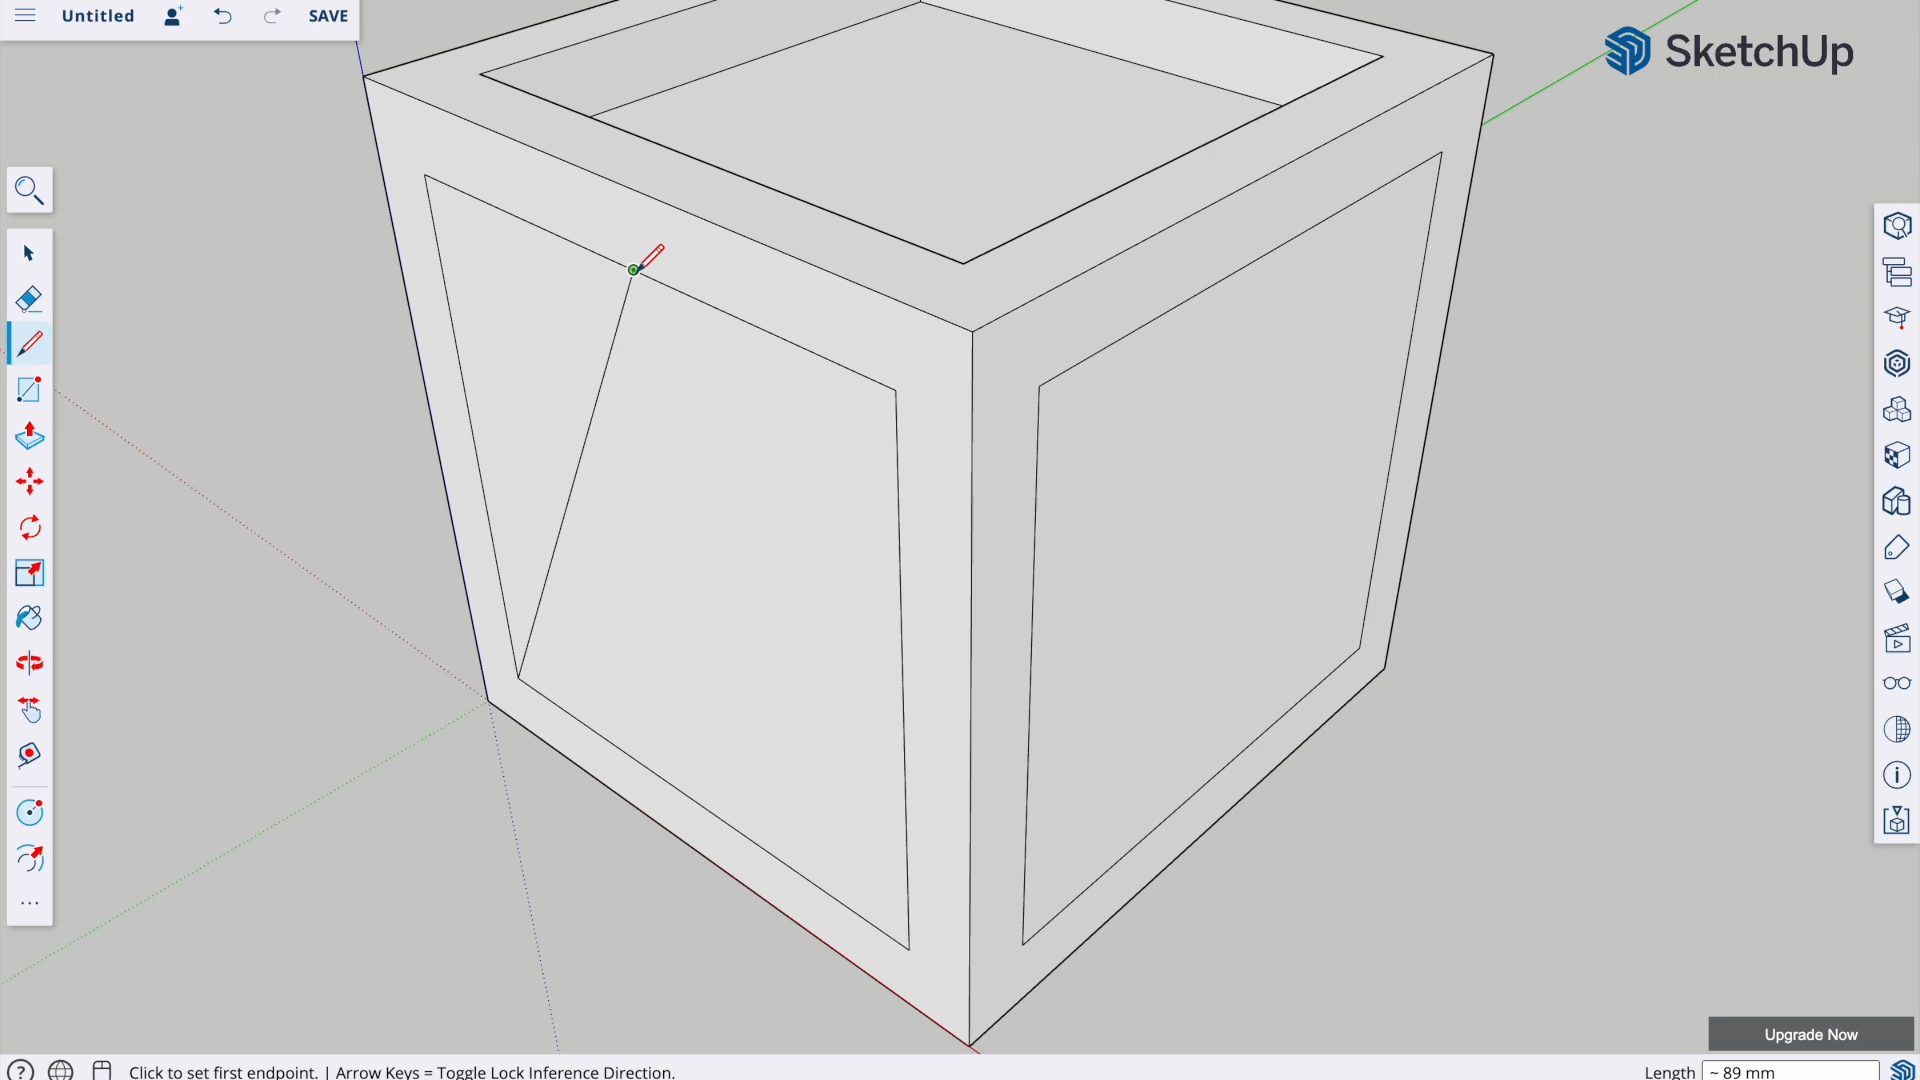 Untitled
SAVE
SketchUp
Upgrade Now
Click to set first endpoint. | Arrow Keys = Toggle Lock Inference Direction.
Length ~ 89 mm